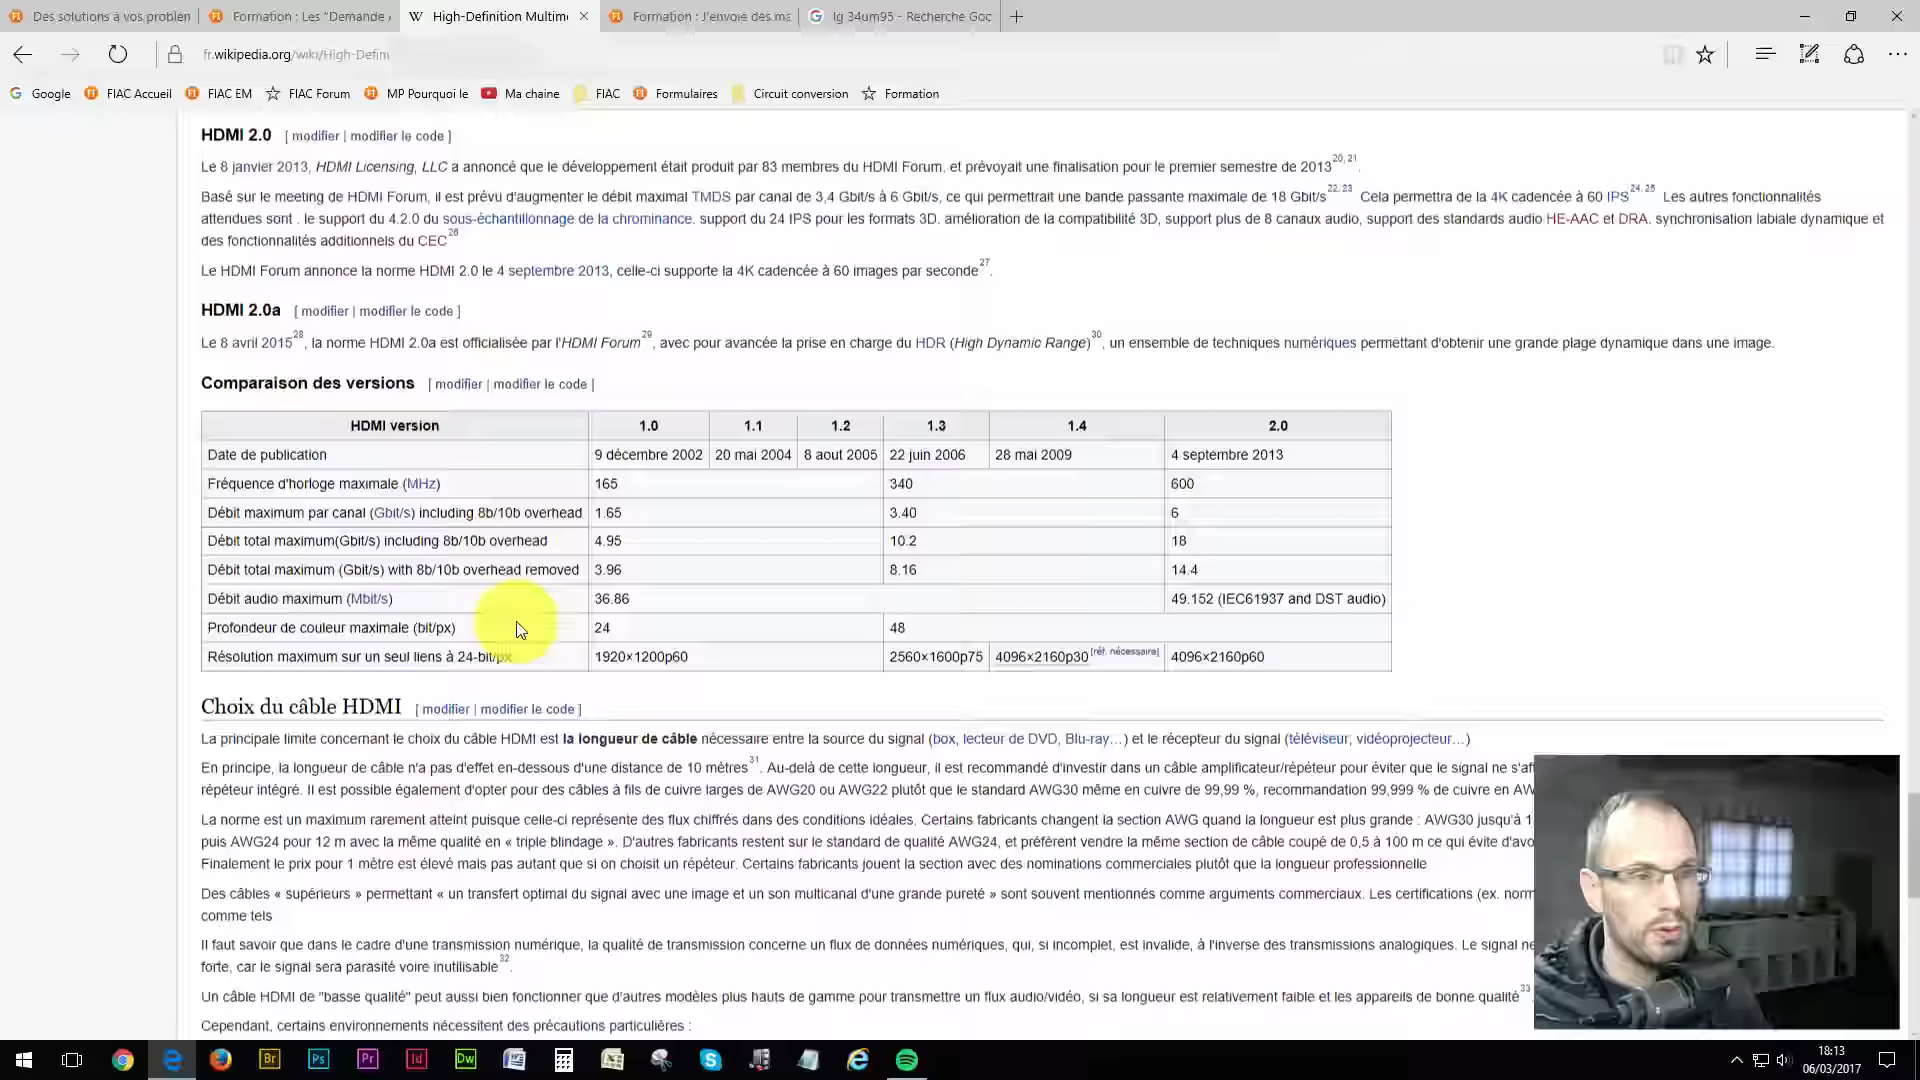 Des solutions à vos problèn
Formation : Les "Demande
High-Definition Multime
Formation : J'envoie des ma
lg 34um95 - Recherche Goo
fr.wikipedia.org/wiki/High-Defini
Google FIAC Accueil FIAC EM FIAC Forum MP Pourquoi le Ma chaine FIAC Formulaires Circuit conversion Formation
HDMI 2.0 [ modifier | modifier le code ]
Le 8 janvier 2013, HDMI Licensing, LLC a annoncé que le développement était produit par 83 membres du HDMI Forum, et prévoyait une finalisation pour le premier semestre de 2013 20, 21.
Basé sur le meeting de HDMI Forum, il est prévu d'augmenter le débit maximal TMDS par canal de 3,4 Gbit/s à 6 Gbit/s, ce qui permettrait une bande passante maximale de 18 Gbit/s 22, 23 Cela permettra de la 4K cadencée à 60 IPS 24, 25 Les autres fonctionnalités
attendues sont : le support du 4.2.0 du sous-échantillonnage de la chrominance. support du 24 IPS pour les formats 3D. amélioration de la compatibilité 3D, support plus de 8 canaux audio, support des standards audio HE-AAC et DRA. synchronisation labiale dynamique et
des fonctionnalités additionnels du CEC 26
Le HDMI Forum annonce la norme HDMI 2.0 le 4 septembre 2013, celle-ci supporte la 4K cadencée à 60 images par seconde 27.
HDMI 2.0a [ modifier | modifier le code ]
Le 8 avril 2015 28, la norme HDMI 2.0a est officialisée par l'HDMI Forum 29, avec pour avancée la prise en charge du HDR (High Dynamic Range) 30, un ensemble de techniques numériques permettant d'obtenir une grande plage dynamique dans une image.
Comparaison des versions [ modifier | modifier le code ]
HDMI version 1.0 1.1 1.2 1.3 1.4 2.0
Date de publication 9 décembre 2002 20 mai 2004 8 aout 2005 22 juin 2006 28 mai 2009 4 septembre 2013
Fréquence d'horloge maximale (MHz) 165 340 600
Débit maximum par canal (Gbit/s) including 8b/10b overhead 1.65 3.40 6
Débit total maximum(Gbit/s) including 8b/10b overhead 4.95 10.2 18
Débit total maximum (Gbit/s) with 8b/10b overhead removed 3.96 8.16 14.4
Débit audio maximum (Mbit/s) 36.86 49.152 (IEC61937 and DST audio)
Profondeur de couleur maximale (bit/px) 24 48
Résolution maximum sur un seul liens à 24-bit/px 1920×1200p60 2560×1600p75 4096×2160p30 [réf. nécessaire] 4096×2160p60
Choix du câble HDMI [ modifier | modifier le code ]
La principale limite concernant le choix du câble HDMI est la longueur de câble nécessaire entre la source du signal (box, lecteur de DVD, Blu-ray…) et le récepteur du signal (téléviseur, vidéoprojecteur…)
En principe, la longueur de câble n'a pas d'effet en-dessous d'une distance de 10 mètres 31. Au-delà de cette longueur, il est recommandé d'investir dans un câble amplificateur/répéteur pour éviter que le signal ne s'af
répéteur intégré. Il est possible également d'opter pour des câbles à fils de cuivre larges de AWG20 ou AWG22 plutôt que le standard AWG30 même en cuivre de 99,99 %, recommandation 99,999 % de cuivre en AW
La norme est un maximum rarement atteint puisque celle-ci représente des flux chiffrés dans des conditions idéales. Certains fabricants changent la section AWG quand la longueur est plus grande : AWG30 jusqu'à 1
puis AWG24 pour 12 m avec la même qualité en « triple blindage ». D'autres fabricants restent sur le standard de qualité AWG24, et préfèrent vendre la même section de câble coupé de 0,5 à 100 m ce qui évite d'avo
Finalement le prix pour 1 mètre est élevé mais pas autant que si on choisit un répéteur. Certains fabricants jouent la section avec des nominations commerciales plutôt que la longueur professionnelle
Des câbles « supérieurs » permettant « un transfert optimal du signal avec une image et un son multicanal d'une grande pureté » sont souvent mentionnés comme arguments commerciaux. Les certifications (ex. norm
comme tels
Il faut savoir que dans le cadre d'une transmission numérique, la qualité de transmission concerne un flux de données numériques, qui, si incomplet, est invalide, à l'inverse des transmissions analogiques. Le signal ne
forte, car le signal sera parasité voire inutilisable 32.
Un câble HDMI de "basse qualité" peut aussi bien fonctionner que d'autres modèles plus hauts de gamme pour transmettre un flux audio/vidéo, si sa longueur est relativement faible et les appareils de bonne qualité 33.
Cependant, certains environnements nécessitent des précautions particulières :
Br Ps Pr Id Dw
18:13
06/03/2017